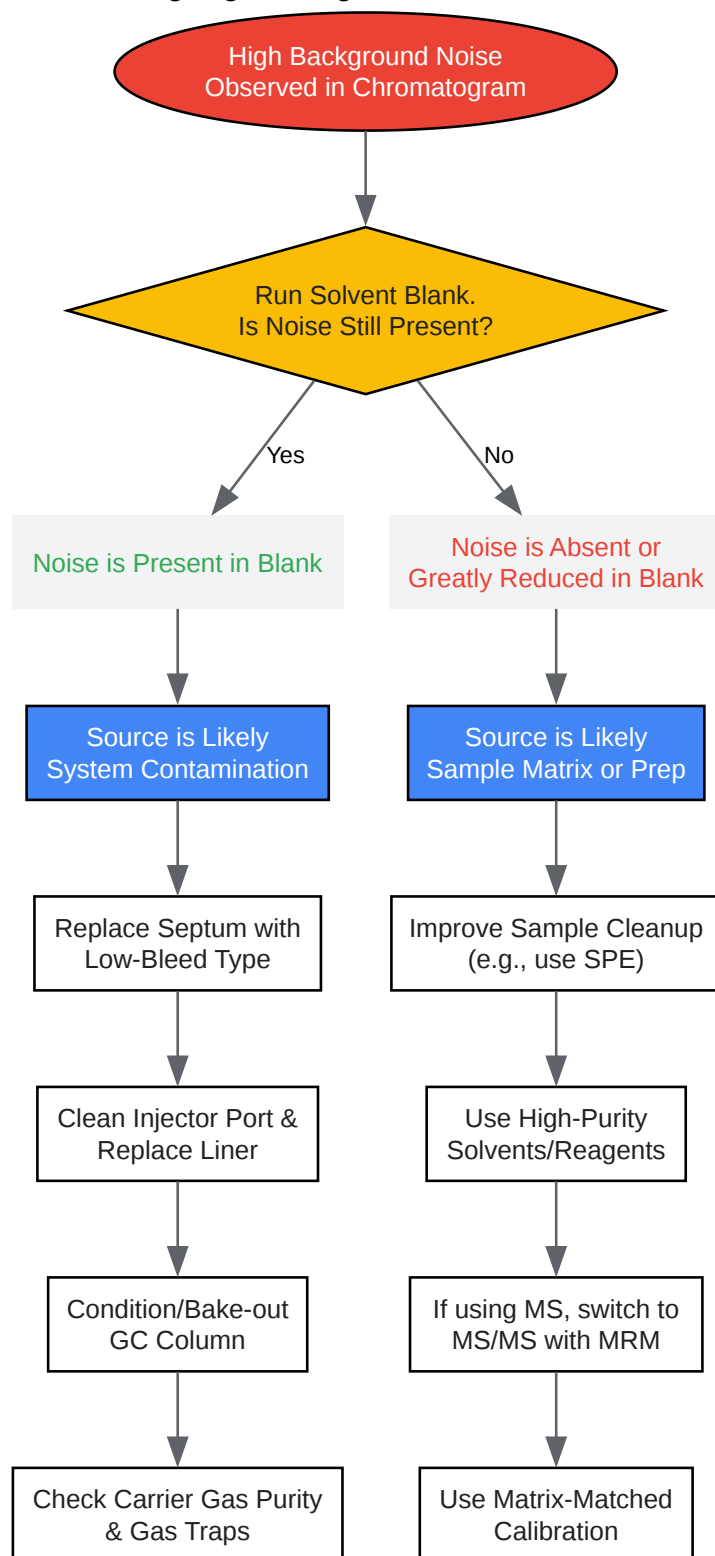 High Background Noise
Observed in Chromatogram
Run Solvent Blank.
Is Noise Still Present?
Yes
No
Noise is Present in Blank
Noise is Absent or
Greatly Reduced in Blank
Source is Likely
System Contamination
Source is Likely
Sample Matrix or Prep
Replace Septum with
Low-Bleed Type
Improve Sample Cleanup
(e.g., use SPE)
Clean Injector Port &
Replace Liner
Use High-Purity
Solvents/Reagents
Condition/Bake-out
GC Column
If using MS, switch to
MS/MS with MRM
Check Carrier Gas Purity
& Gas Traps
Use Matrix-Matched
Calibration